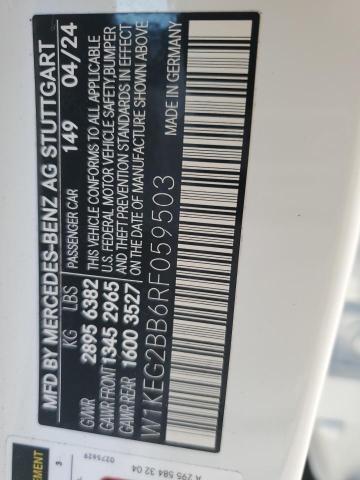 MFD BY MERCEDES-BENZ AG STUTTGART
PASSENGER CAR 149 04/24
KG LBS
GVWR 2895 6382
GAWR FRONT 1345 2965
GAWR REAR 1600 3527
THIS VEHICLE CONFORMS TO ALL APPLICABLE
U.S. FEDERAL MOTOR VEHICLE SAFETY,BUMPER
AND THEFT PREVENTION STANDARDS IN EFFECT
ON THE DATE OF MANUFACTURE SHOWN ABOVE
W1KEG2BB6RF059503
MADE IN GERMANY
3
0275629
A 295 584 32 04